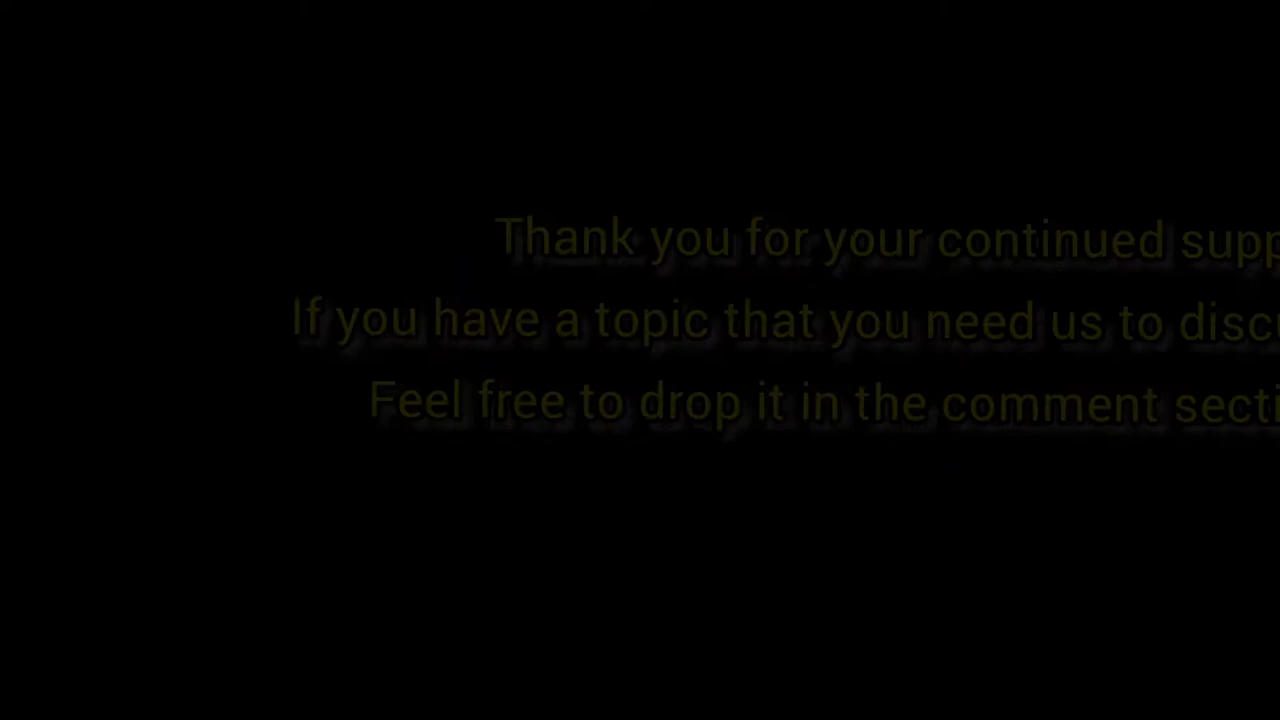 Thank you for your continued supp
If you have a topic that you need us to disc
Feel free to drop it in the comment secti